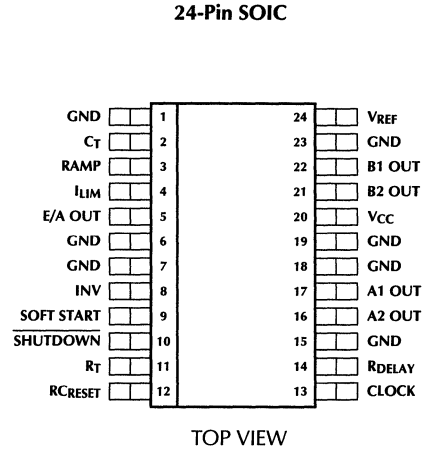 24-Pin SOIC
GND 1 24 VREF
CT 2 23 GND
RAMP 3 22 B1 OUT
ILIM 4 21 B2 OUT
E/A OUT 5 20 VCC
GND 6 19 GND
GND 7 18 GND
INV 8 17 A1 OUT
SOFT START 9 16 A2 OUT
SHUTDOWN 10 15 GND
RT 11 14 RDELAY
RCRESET 12 13 CLOCK
TOP VIEW